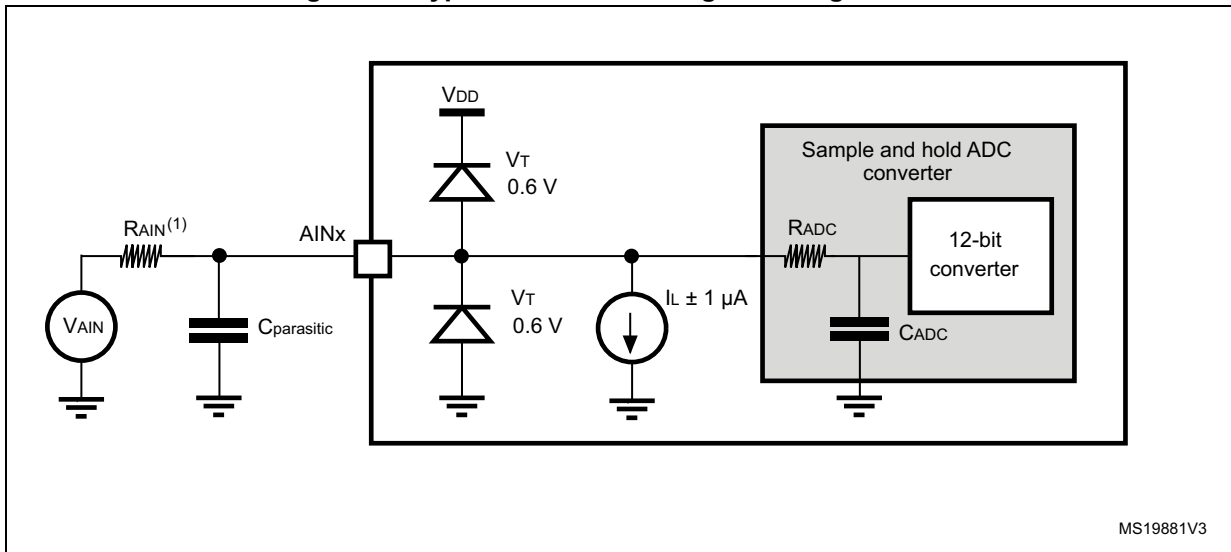 VDD
VT
0.6 V
Sample and hold ADC
converter
RAIN(1)
AINx
RADC
12-bit
converter
VT
0.6 V
IL ± 1 µA
VAIN
Cparasitic
CADC
MS19881V3